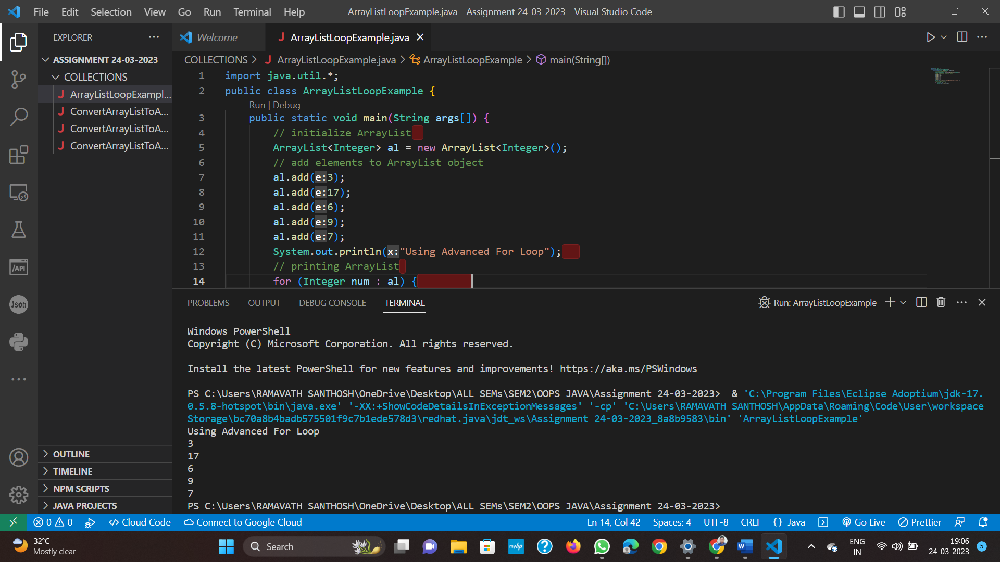 File Edit Selection View Go Run Terminal Help
ArrayListLoopExample.java - Assignment 24-03-2023 - Visual Studio Code
EXPLORER
ASSIGNMENT 24-03-2023
COLLECTIONS
ArrayListLoopExampl...
ConvertArrayListToA...
ConvertArrayListToA...
ConvertArrayListToA...
OUTLINE
TIMELINE
NPM SCRIPTS
JAVA PROJECTS
Welcome
ArrayListLoopExample.java
COLLECTIONS > ArrayListLoopExample.java > ArrayListLoopExample > main(String[])
1 import java.util.*;
2 public class ArrayListLoopExample {
Run | Debug
3 public static void main(String args[]) {
4 // initialize ArrayList
5 ArrayList<Integer> al = new ArrayList<Integer>();
6 // add elements to ArrayList object
7 al.add(e:3);
8 al.add(e:17);
9 al.add(e:6);
10 al.add(e:9);
11 al.add(e:7);
12 System.out.println(x:"Using Advanced For Loop");
13 // printing ArrayList
14 for (Integer num : al) {
PROBLEMS OUTPUT DEBUG CONSOLE TERMINAL
Run: ArrayListLoopExample
Windows PowerShell
Copyright (C) Microsoft Corporation. All rights reserved.
Install the latest PowerShell for new features and improvements! https://aka.ms/PSWindows
PS C:\Users\RAMAVATH SANTHOSH\OneDrive\Desktop\ALL SEMs\SEM2\OOPS JAVA\Assignment 24-03-2023>  & 'C:\Program Files\Eclipse Adoptium\jdk-17.
0.5.8-hotspot\bin\java.exe' '-XX:+ShowCodeDetailsInExceptionMessages' '-cp' 'C:\Users\RAMAVATH SANTHOSH\AppData\Roaming\Code\User\workspace
Storage\bc70a8b4badb575501f9c7b1ede578d3\redhat.java\jdt_ws\Assignment 24-03-2023_8a8b9583\bin' 'ArrayListLoopExample'
Using Advanced For Loop
3
17
6
9
7
PS C:\Users\RAMAVATH SANTHOSH\OneDrive\Desktop\ALL SEMs\SEM2\OOPS JAVA\Assignment 24-03-2023>
/API
Json
0 0 Cloud Code Connect to Google Cloud
Ln 14, Col 42 Spaces: 4 UTF-8 CRLF {} Java Go Live Prettier
32°C
Mostly clear
Search
myhp
ENG
IN
19:06
24-03-2023
5